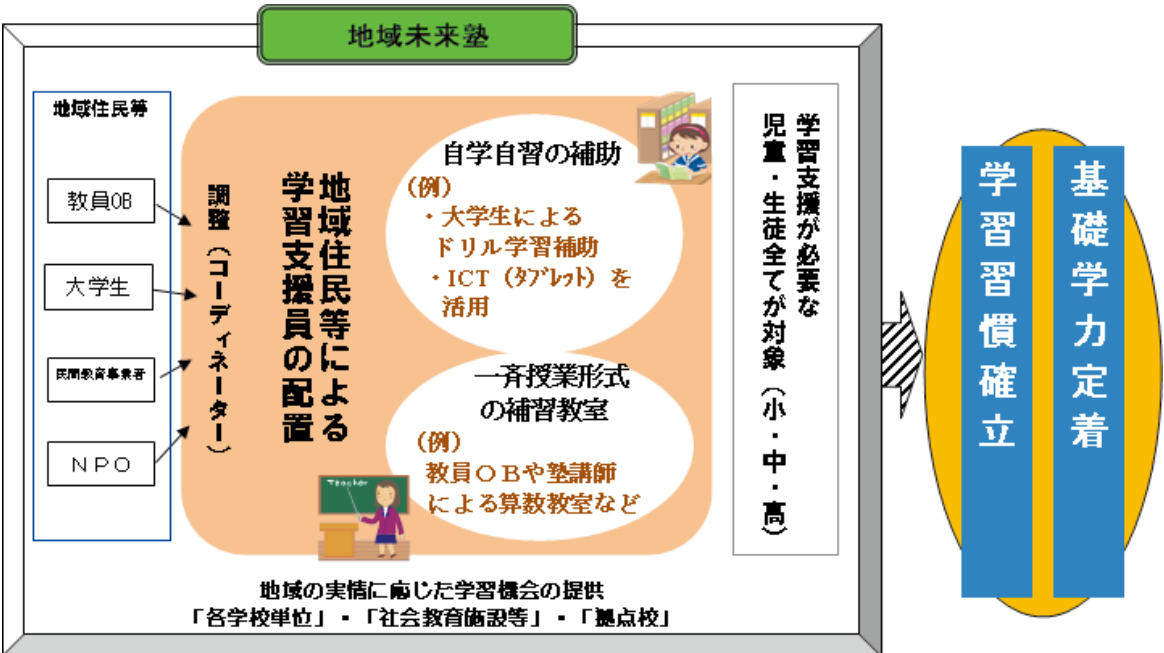 地域未来塾
地域住民等
教員OB
大学生
民間教育事業者
NPO
調整（コーディネーター）
地域住民等による
学習支援員の配置
自学自習の補助
（例）
・大学生による
ドリル学習補助
・ICT（ﾀﾌﾞﾚｯﾄ）を
活用
一斉授業形式
の補習教室
（例）
教員ＯＢや塾講師
による算数教室など
Teacher
学習支援が必要な
児童・生徒全てが対象（小・中・高）
地域の実情に応じた学習機会の提供
「各学校単位」・「社会教育施設等」・「拠点校」
基礎学力定着
学習習慣確立